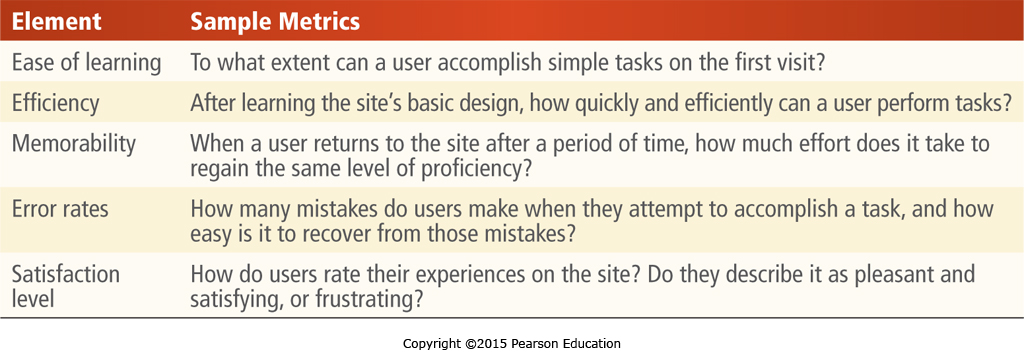 Element Sample Metrics
Ease of learning To what extent can a user accomplish simple tasks on the first visit?
Efficiency After learning the site’s basic design, how quickly and efficiently can a user perform tasks?
Memorability When a user returns to the site after a period of time, how much effort does it take to
regain the same level of proficiency?
Error rates How many mistakes do users make when they attempt to accomplish a task, and how
easy is it to recover from those mistakes?
Satisfaction How do users rate their experiences on the site? Do they describe it as pleasant and
level satisfying, or frustrating?
Copyright ©2015 Pearson Education